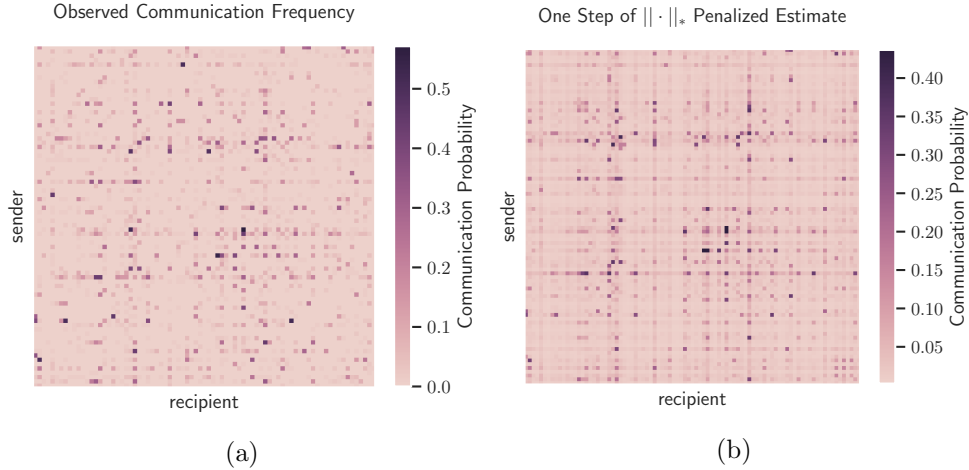 Observed Communication Frequency
sender
recipient
0.5
0.4
0.3
0.2
0.1
0.0
Communication Probability
(a)
One Step of || · ||∗ Penalized Estimate
sender
recipient
0.40
0.35
0.30
0.25
0.20
0.15
0.10
0.05
Communication Probability
(b)